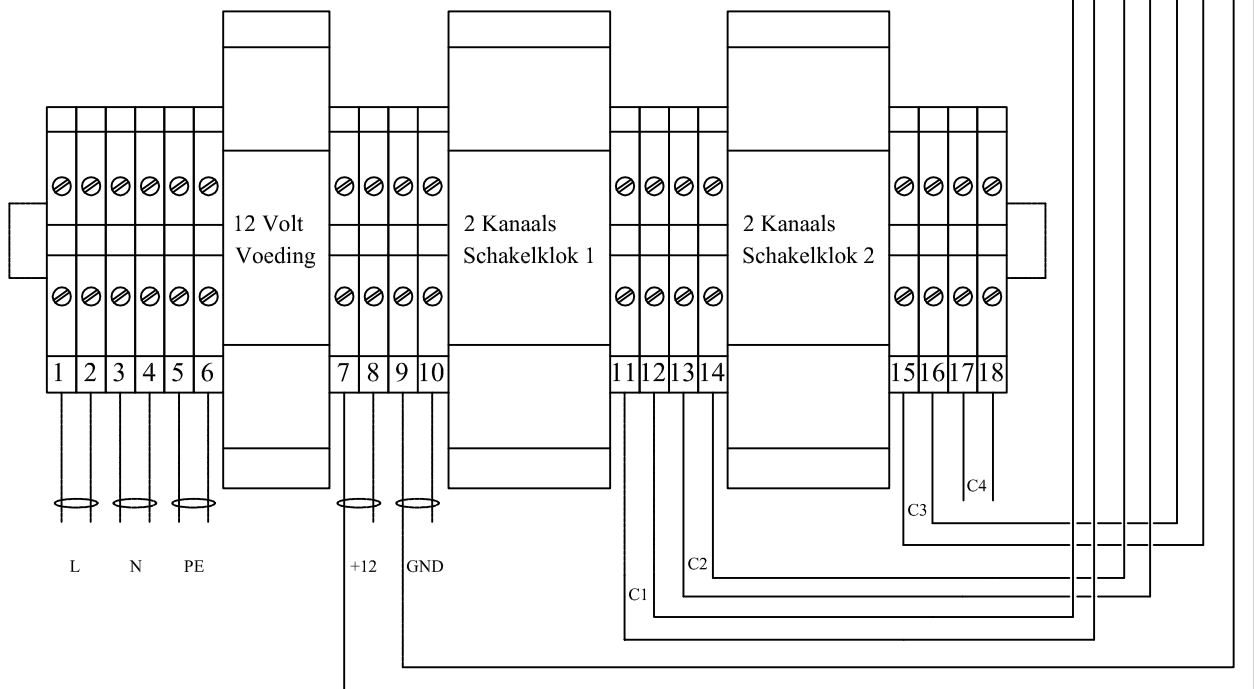 12 Volt
Voeding
2 Kanaals
Schakelklok 1
2 Kanaals
Schakelklok 2
1 2 3 4 5 6 7 8 9 10 11 12 13 14 15 16 17 18
C4
C3
L N PE +12 GND C2
C1